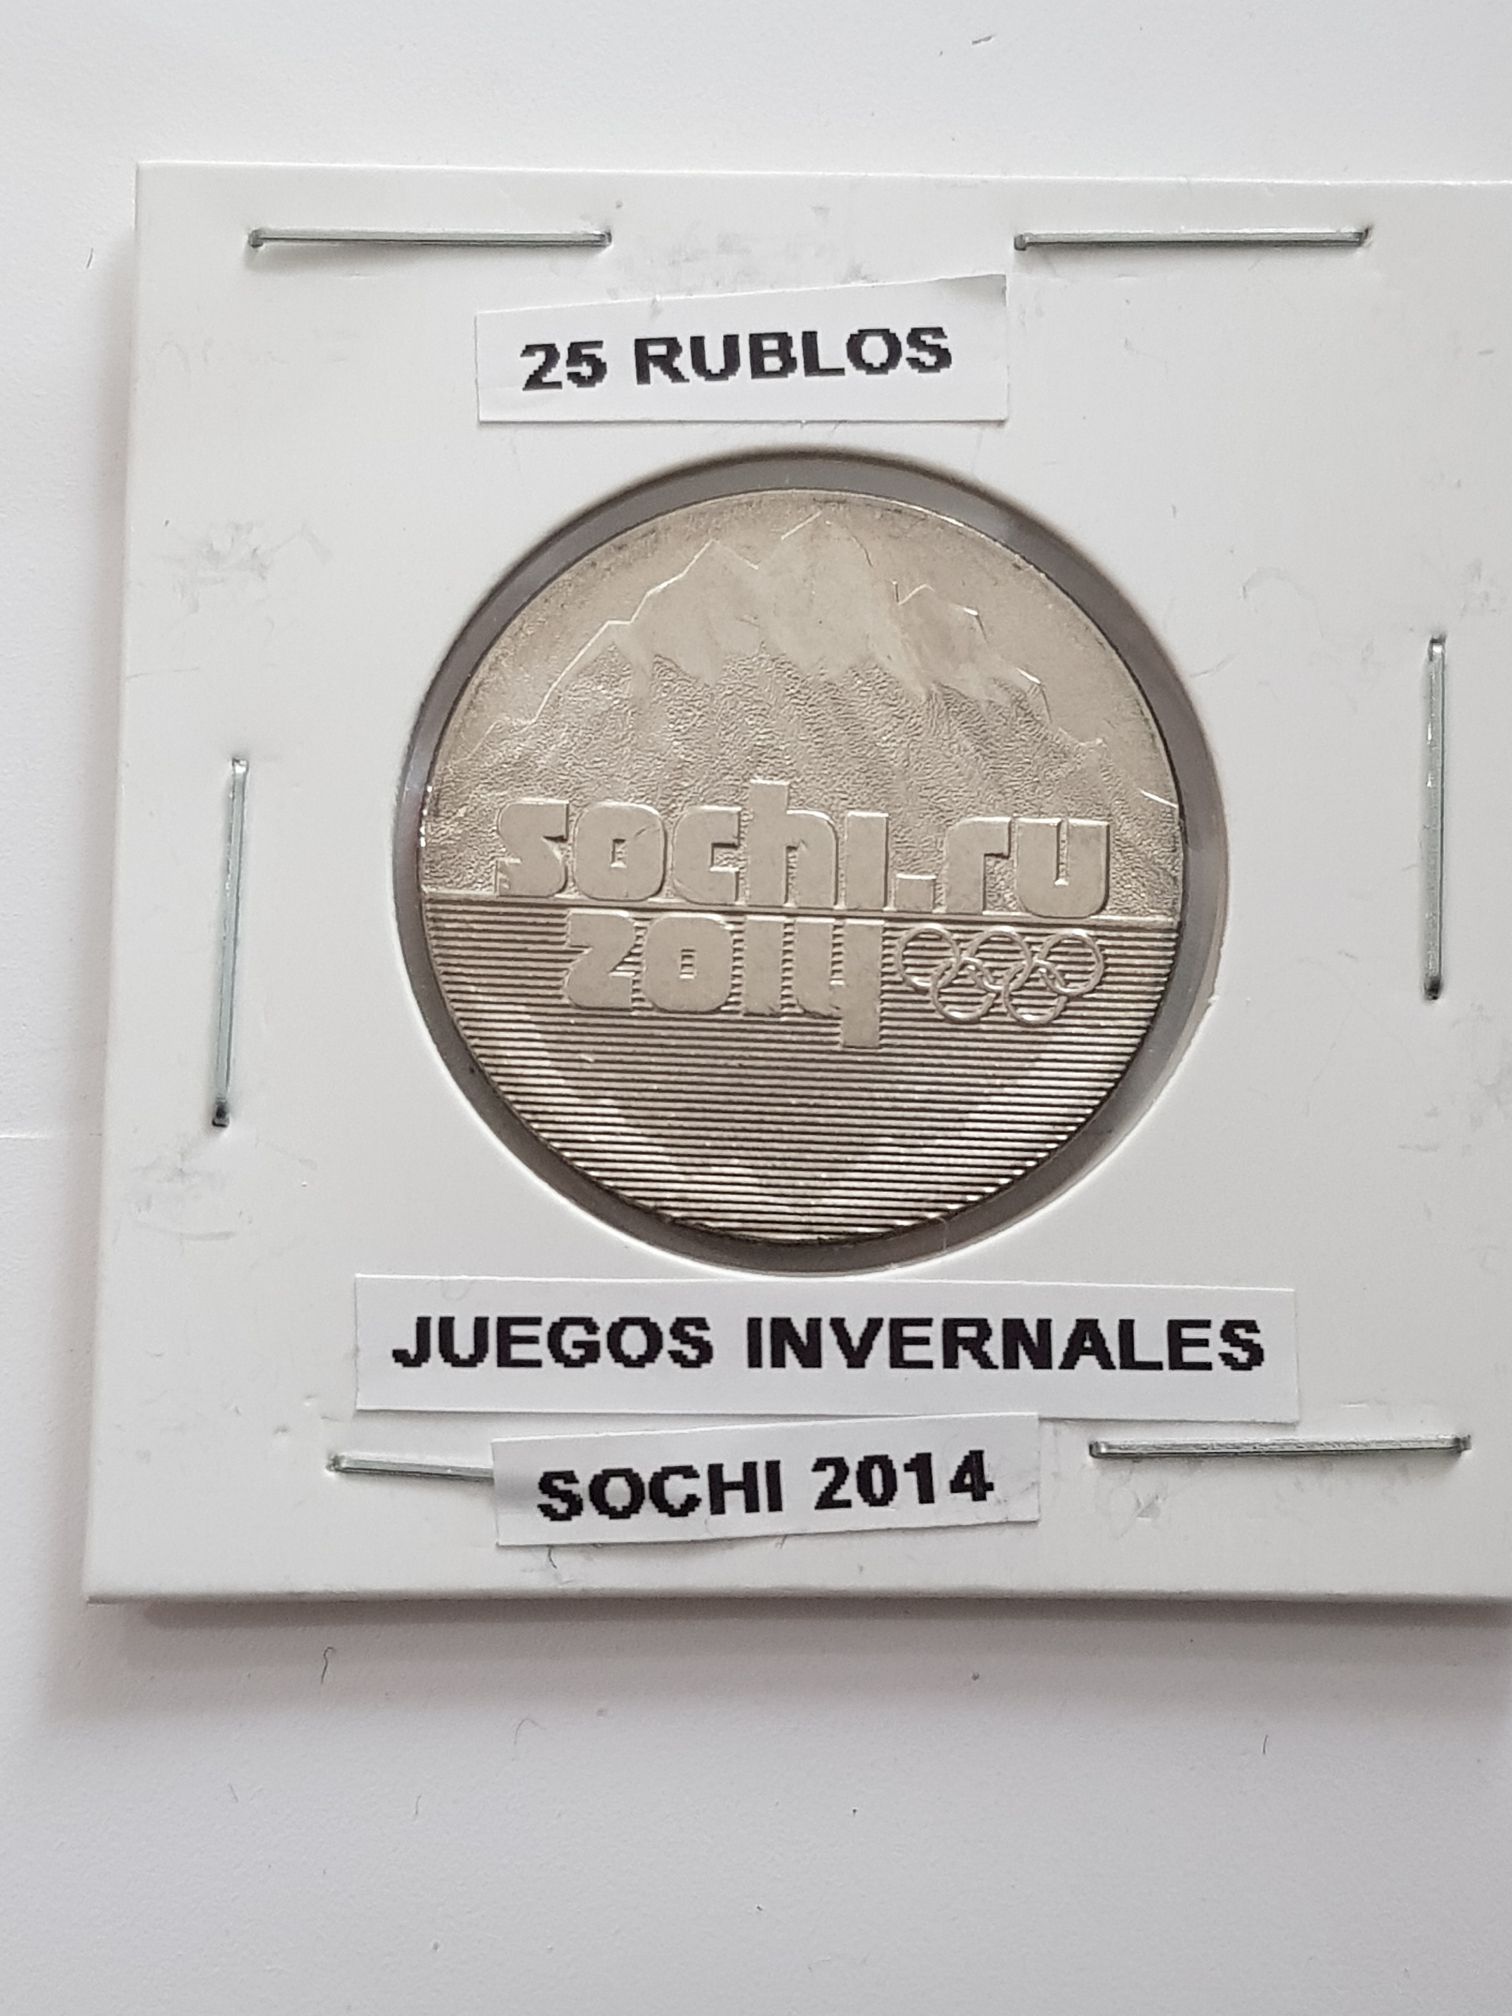 25 RUBLOS
sochi.ru
2014
JUEGOS INVERNALES
SOCHI 2014